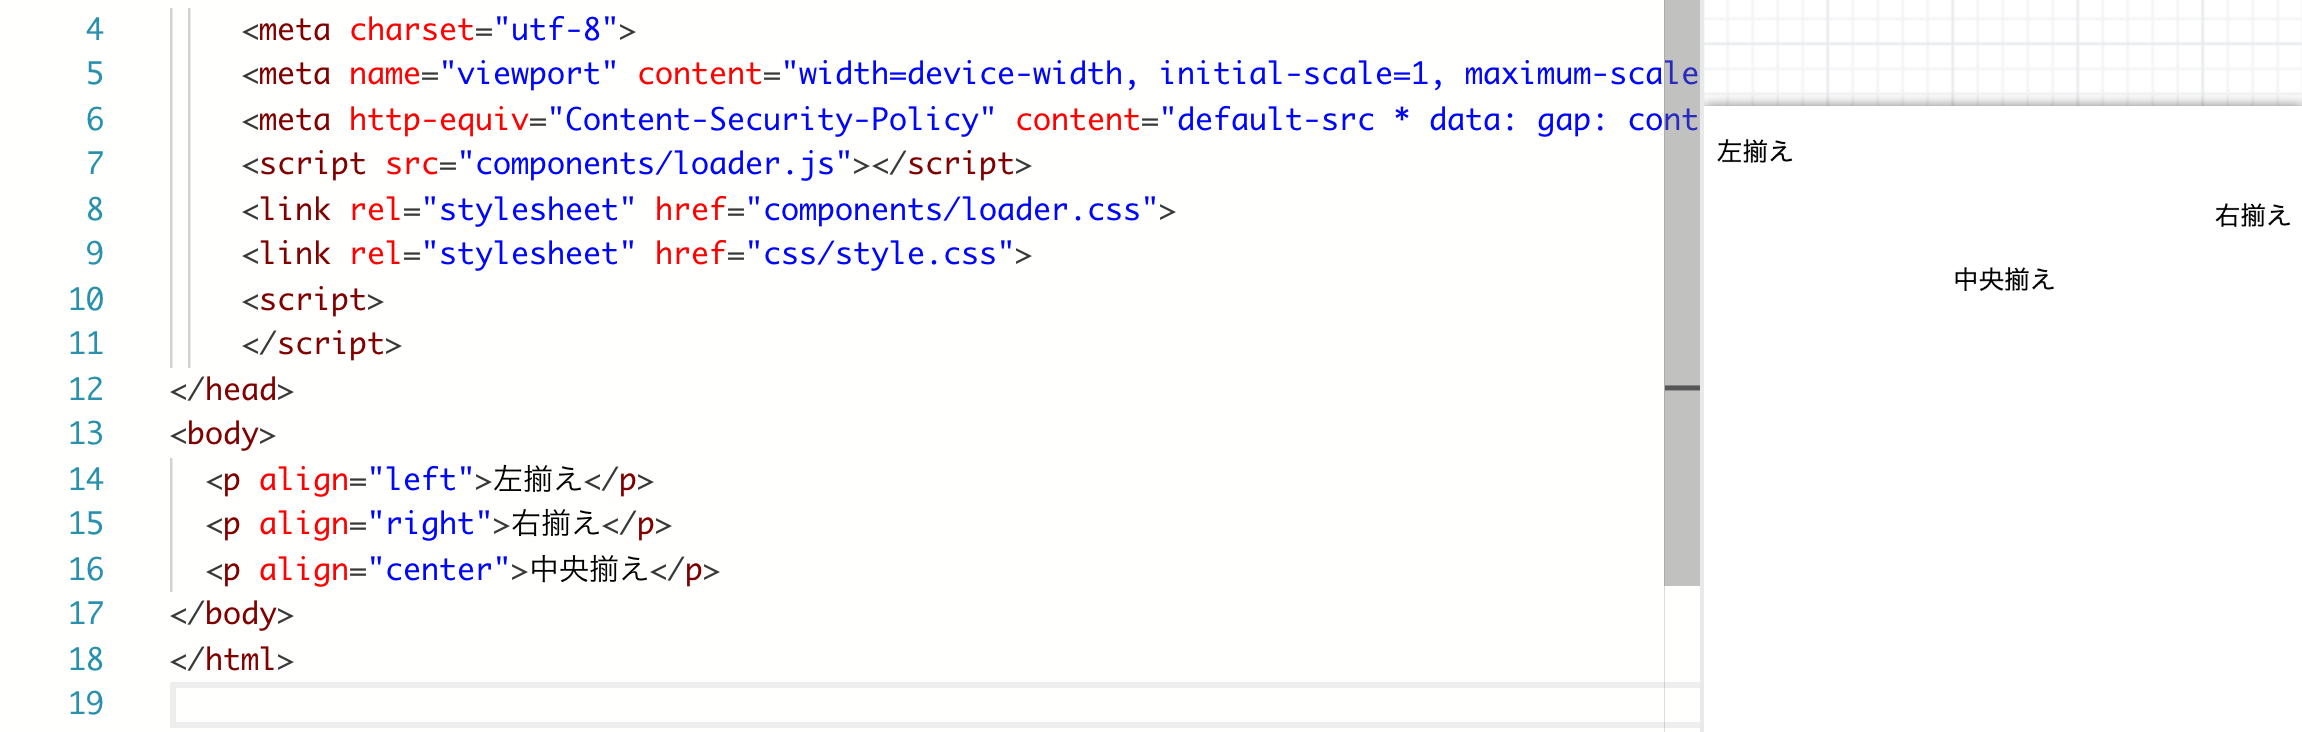 4 <meta charset="utf-8">
5 <meta name="viewport" content="width=device-width, initial-scale=1, maximum-scale
6 <meta http-equiv="Content-Security-Policy" content="default-src * data: gap: cont
7 <script src="components/loader.js"></script>
8 <link rel="stylesheet" href="components/loader.css">
9 <link rel="stylesheet" href="css/style.css">
10 <script>
11 </script>
12 </head>
13 <body>
14 <p align="left">左揃え</p>
15 <p align="right">右揃え</p>
16 <p align="center">中央揃え</p>
17 </body>
18 </html>
19
左揃え
右揃え
中央揃え